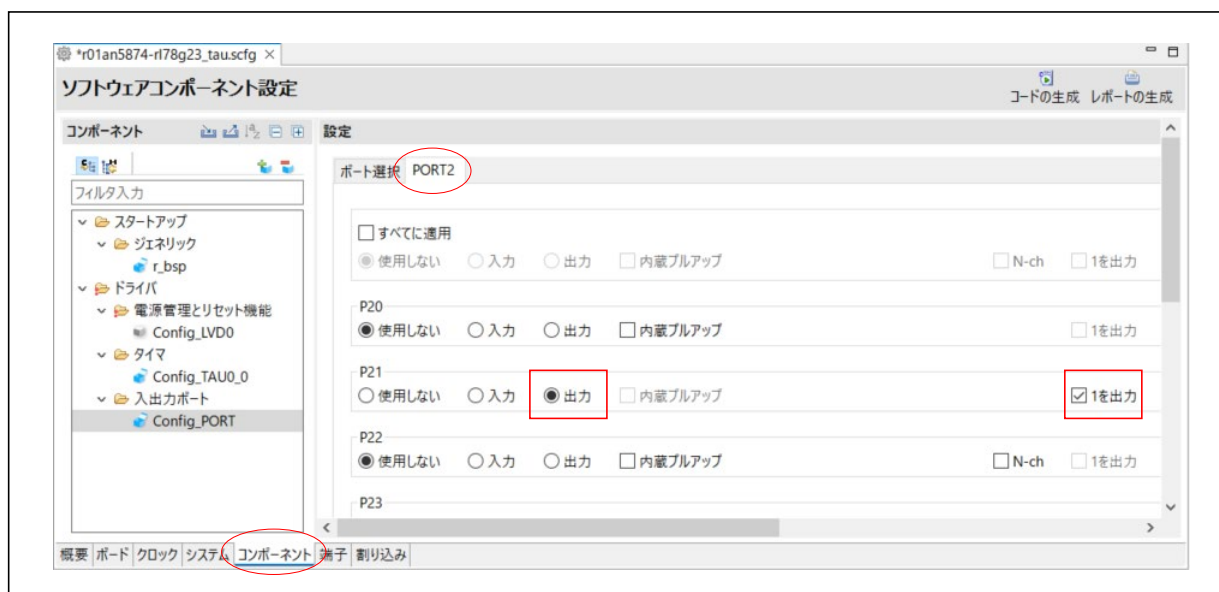 *r01an5874-rl78g23_tau.scfg ×
ソフトウェアコンポーネント設定
コードの生成 レポートの生成
コンポーネント
設定
フィルタ入力
スタートアップ
ジェネリック
r_bsp
ドライバ
電源管理とリセット機能
Config_LVD0
タイマ
Config_TAU0_0
入出力ポート
Config_PORT
ポート選択 PORT2
すべてに適用
使用しない 入力 出力 内蔵プルアップ N-ch 1を出力
P20
使用しない 入力 出力 内蔵プルアップ 1を出力
P21
使用しない 入力 出力 内蔵プルアップ 1を出力
P22
使用しない 入力 出力 内蔵プルアップ N-ch 1を出力
P23
概要 ボード クロック システム コンポーネント 端子 割り込み